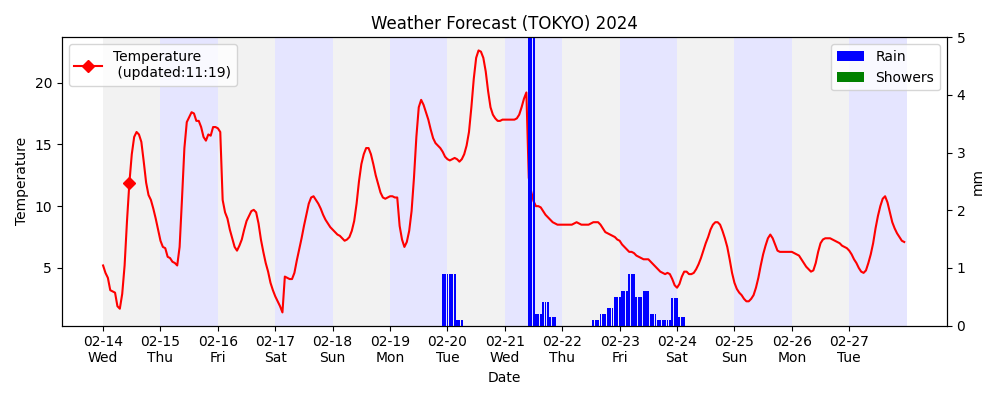 Weather Forecast (TOKYO) 2024
Temperature
(updated:11:19)
Rain
Showers
Temperature
20
15
10
5
5
4
3
2
1
0
mm
02-14 02-15 02-16 02-17 02-18 02-19 02-20 02-21 02-22 02-23 02-24 02-25 02-26 02-27
Wed Thu Fri Sat Sun Mon Tue Wed Thu Fri Sat Sun Mon Tue
Date